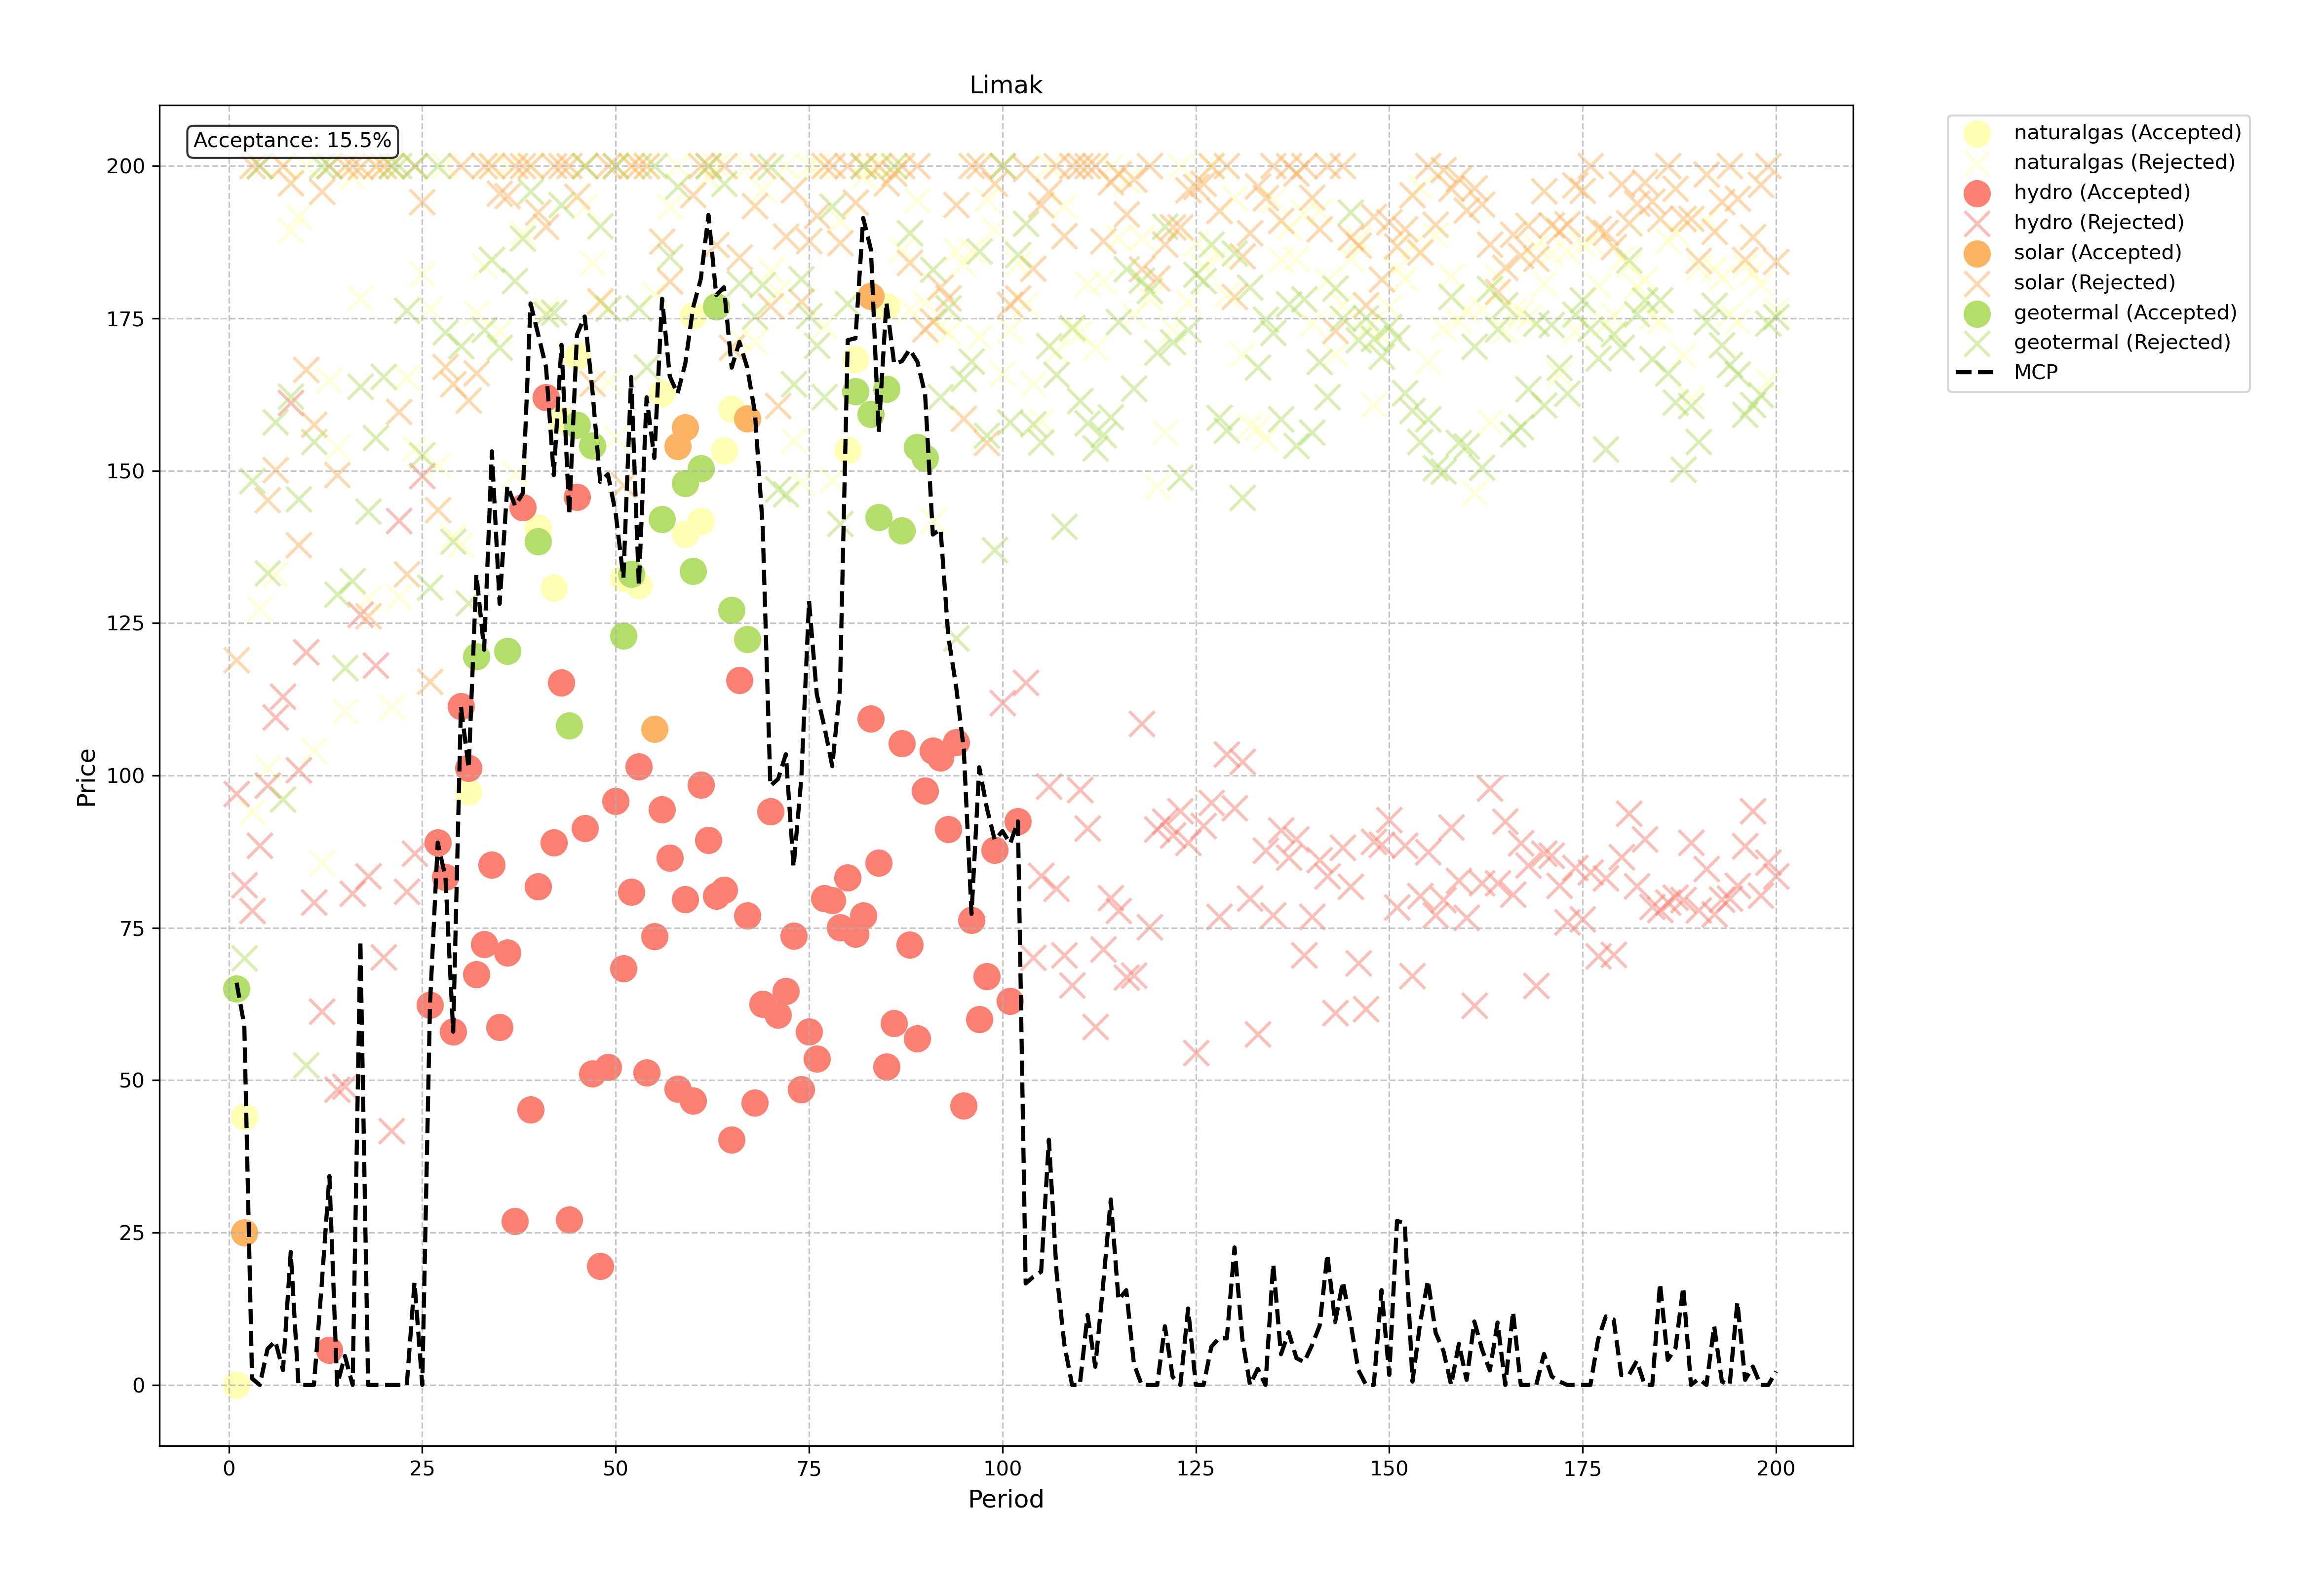 Limak
Acceptance: 15.5%
200
175
150
125
100
75
50
25
0
Price
0 25 50 75 100 125 150 175 200
Period
naturalgas (Accepted)
naturalgas (Rejected)
hydro (Accepted)
hydro (Rejected)
solar (Accepted)
solar (Rejected)
geotermal (Accepted)
geotermal (Rejected)
MCP